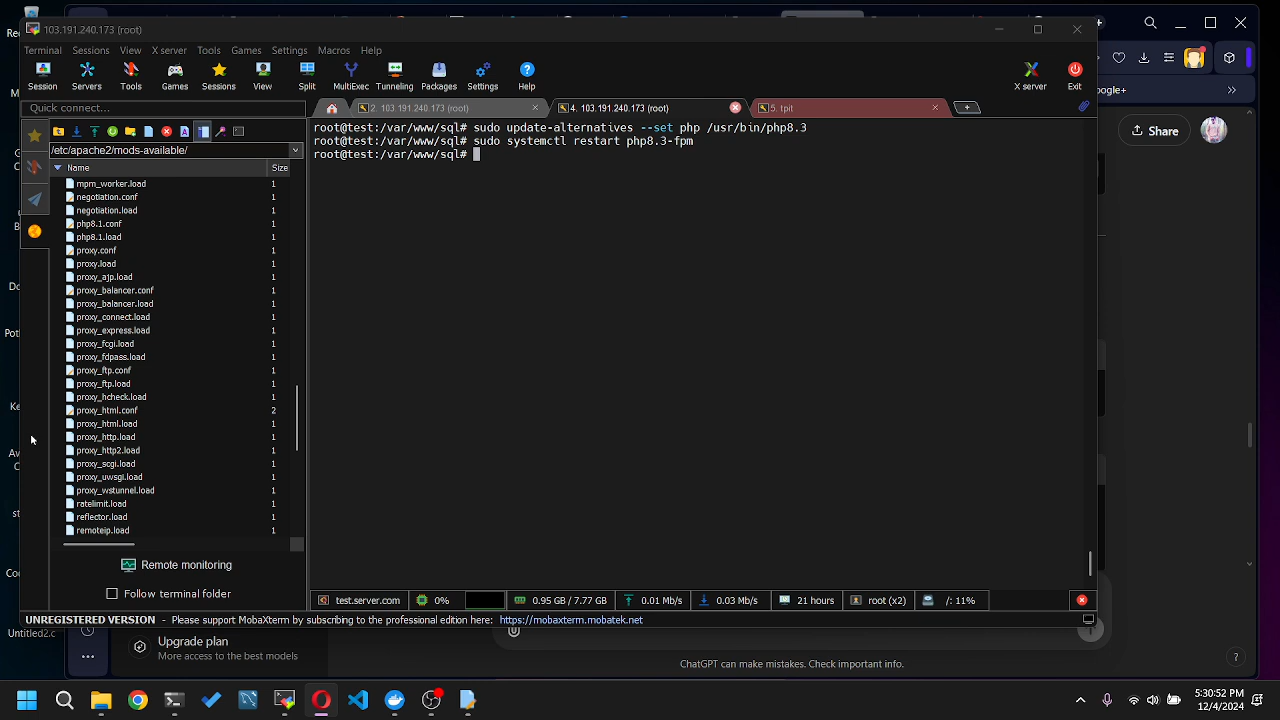 103.191.240.173 (root)
Terminal Sessions View X server Tools Games Settings Macros Help
Session Servers Tools Games Sessions View Split MultiExec Tunneling Packages Settings Help X server Exit
Quick connect...
2. 103.191.240.173 (root)
4. 103.191.240.173 (root)
5. tpit
/etc/apache2/mods-available/
Name Size
mpm_worker.load 1
negotiation.conf 1
negotiation.load 1
php8.1.conf 1
php8.1.load 1
proxy.conf 1
proxy.load 1
proxy_ajp.load 1
proxy_balancer.conf 1
proxy_balancer.load 1
proxy_connect.load 1
proxy_express.load 1
proxy_fcgi.load 1
proxy_fdpass.load 1
proxy_ftp.conf 1
proxy_ftp.load 1
proxy_hcheck.load 1
proxy_html.conf 2
proxy_html.load 1
proxy_http.load 1
proxy_http2.load 1
proxy_scgi.load 1
proxy_uwsgi.load 1
proxy_wstunnel.load 1
ratelimit.load 1
reflector.load 1
remoteip.load 1
Remote monitoring
Follow terminal folder
root@test:/var/www/sql# sudo update-alternatives --set php /usr/bin/php8.3
root@test:/var/www/sql# sudo systemctl restart php8.3-fpm
root@test:/var/www/sql#
test.server.com 0% 0.95 GB / 7.77 GB 0.01 Mb/s 0.03 Mb/s 21 hours root (x2) /: 11%
UNREGISTERED VERSION - Please support MobaXterm by subscribing to the professional edition here: https://mobaxterm.mobatek.net
oogle+
Share
Untitled2.c
Upgrade plan
More access to the best models
ChatGPT can make mistakes. Check important info.
?
5:30:52 PM
12/4/2024